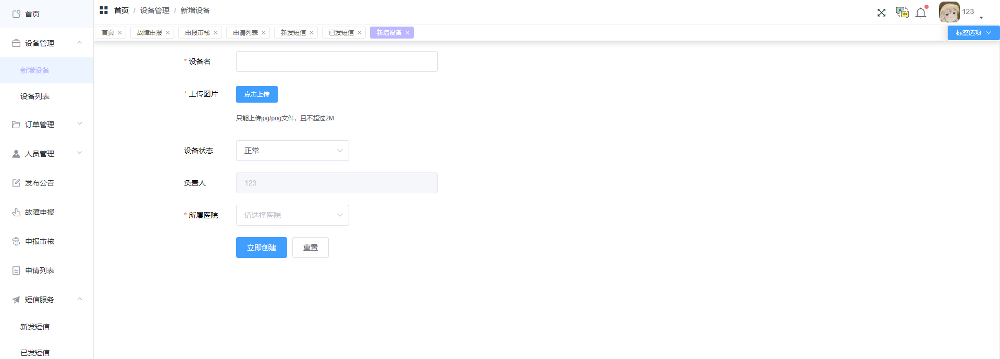 首页
设备管理
新增设备
设备列表
订单管理
人员管理
发布公告
故障申报
申报审核
申请列表
短信服务
新发短信
已发短信
首页 / 设备管理 / 新增设备
123
首页 故障申报 申报审核 申请列表 新发短信 已发短信 新增设备 标签选项
* 设备名
* 上传图片 点击上传
只能上传jpg/png文件，且不超过2M
设备状态 正常
负责人 123
* 所属医院 请选择医院
立即创建 重置